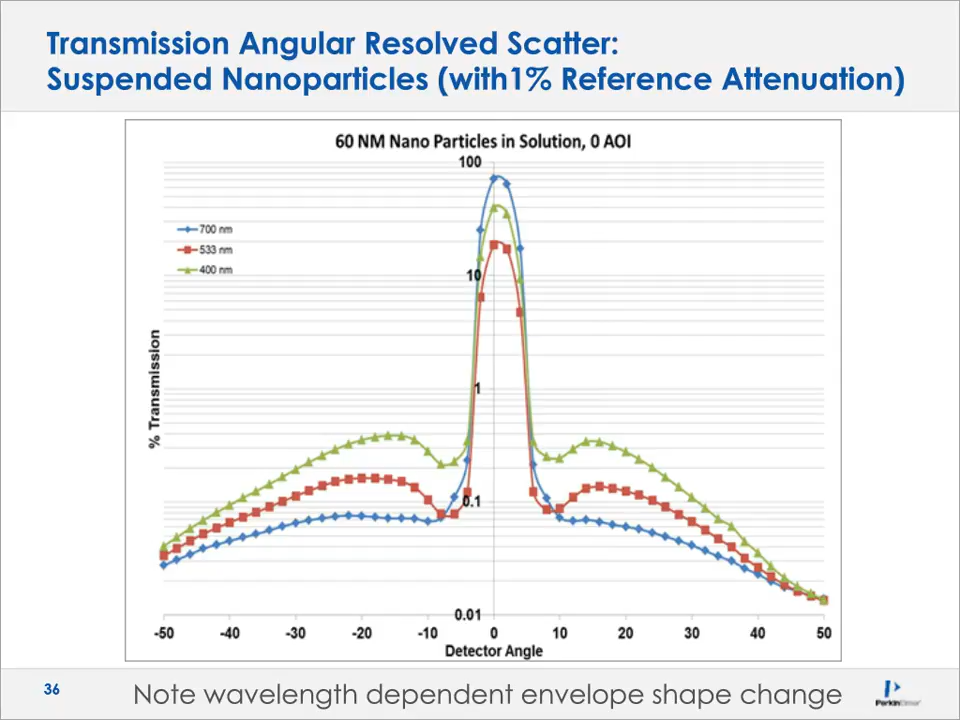 Transmission Angular Resolved Scatter:
Suspended Nanoparticles (with1% Reference Attenuation)
60 NM Nano Particles in Solution, 0 AOI
100
700 nm
533 nm
400 nm
10
1
0.1
0.01
% Transmission
-50 -40 -30 -20 -10 0 10 20 30 40 50
Detector Angle
36
Note wavelength dependent envelope shape change
PerkinElmer